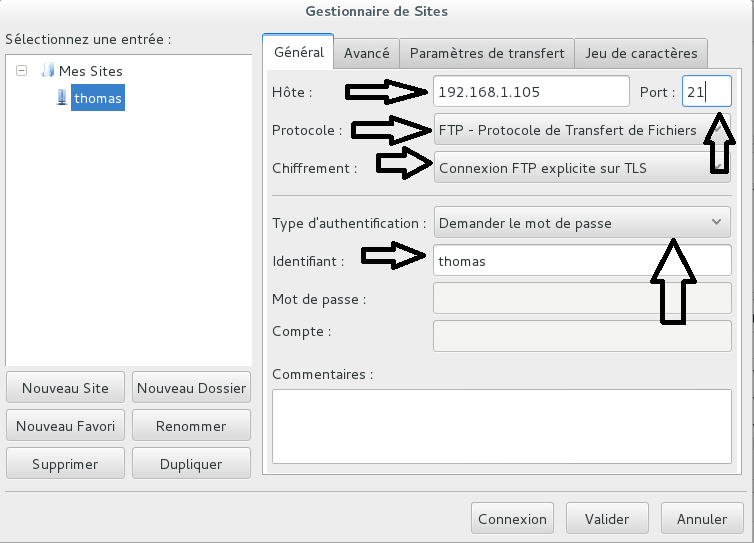 Gestionnaire de Sites
Sélectionnez une entrée :
Mes Sites
thomas
Nouveau Site
Nouveau Dossier
Nouveau Favori
Renommer
Supprimer
Dupliquer
Général
Avancé
Paramètres de transfert
Jeu de caractères
Hôte :
192.168.1.105
Port :
21
Protocole :
FTP - Protocole de Transfert de Fichiers
Chiffrement :
Connexion FTP explicite sur TLS
Type d'authentification :
Demander le mot de passe
Identifiant :
thomas
Mot de passe :
Compte :
Commentaires :
Connexion
Valider
Annuler